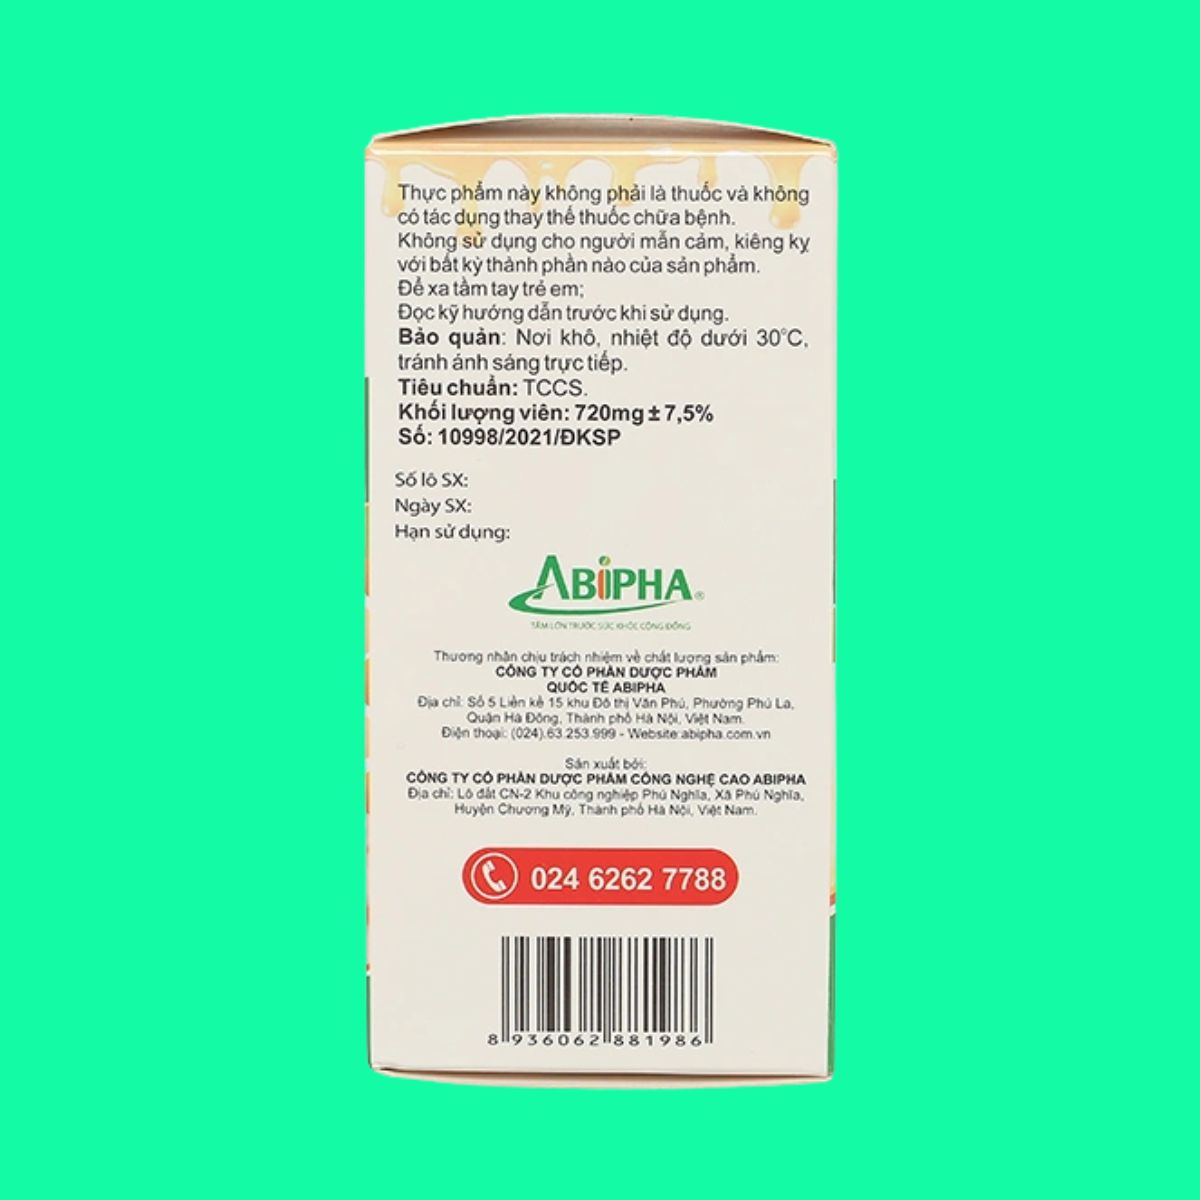 Thực phẩm này không phải là thuốc và không
có tác dụng thay thế thuốc chữa bệnh.
Không sử dụng cho người mẫn cảm, kiêng kỵ
với bất kỳ thành phần nào của sản phẩm.
Để xa tầm tay trẻ em;
Đọc kỹ hướng dẫn trước khi sử dụng.
Bảo quản: Nơi khô, nhiệt độ dưới 30°C,
tránh ánh sáng trực tiếp.
Tiêu chuẩn: TCCS.
Khối lượng viên: 720mg ± 7,5%
Số: 10998/2021/ĐKSP
Số lô SX:
Ngày SX:
Hạn sử dụng:
ABIPHA®
TẤM LÒNG TRƯỚC SỨC KHỎE CỘNG ĐỒNG
Thương nhân chịu trách nhiệm về chất lượng sản phẩm:
CÔNG TY CỔ PHẦN DƯỢC PHẨM
QUỐC TẾ ABIPHA
Địa chỉ: Số 5 Liền kề 15 khu Đô thị Văn Phú, Phường Phú La,
Quận Hà Đông, Thành phố Hà Nội, Việt Nam.
Điện thoại: (024).63.253.999 - Website:abipha.com.vn
Sản xuất bởi:
CÔNG TY CỔ PHẦN DƯỢC PHẨM CÔNG NGHỆ CAO ABIPHA
Địa chỉ: Lô đất CN-2 Khu công nghiệp Phú Nghĩa, Xã Phú Nghĩa,
Huyện Chương Mỹ, Thành phố Hà Nội, Việt Nam.
024 6262 7788
8 936062 881986